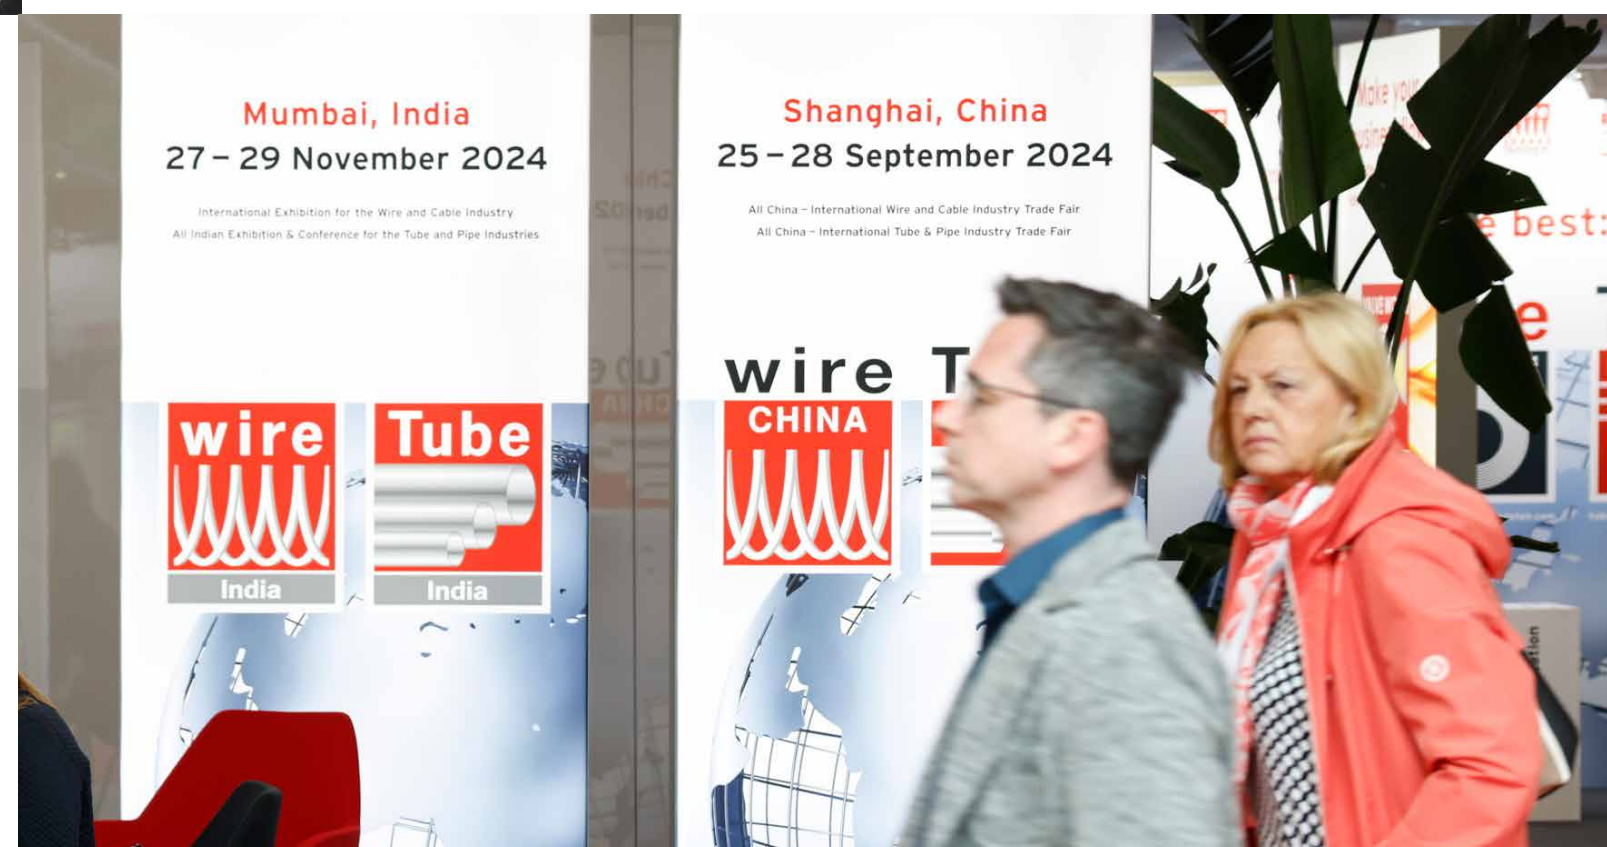 Mumbai, India
27 – 29 November 2024
International Exhibition for the Wire and Cable Industry
All Indian Exhibition & Conference for the Tube and Pipe Industries
wire
India
Tube
India
Shanghai, China
25 – 28 September 2024
All China – International Wire and Cable Industry Trade Fair
All China – International Tube & Pipe Industry Trade Fair
wire T
CHINA
Make your
best: